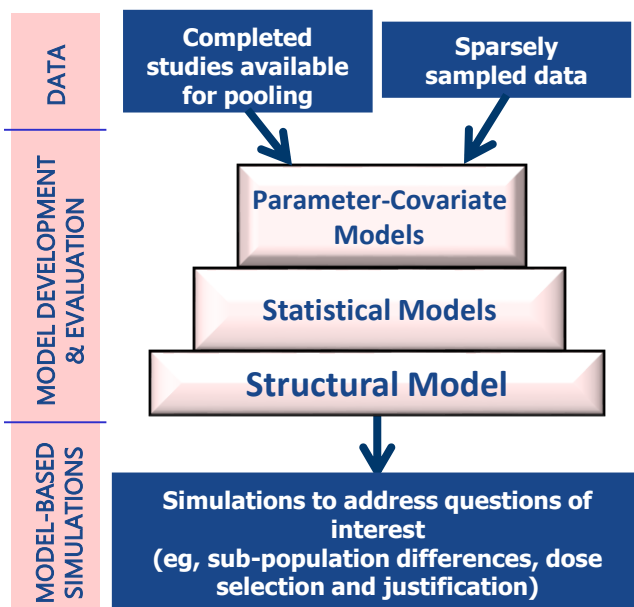 DATA
Completed
studies available
for pooling
Sparsely
sampled data
MODEL DEVELOPMENT
& EVALUATION
Parameter-Covariate
Models
Statistical Models
Structural Model
MODEL-BASED
SIMULATIONS
Simulations to address questions of
interest
(eg, sub-population differences, dose
selection and justification)